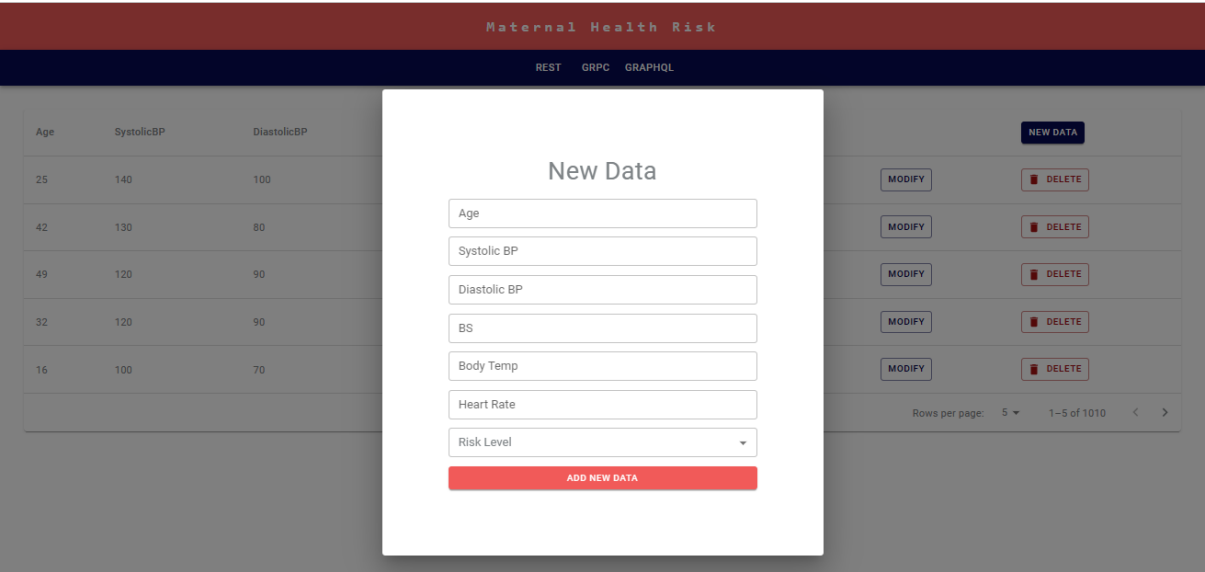 Maternal Health Risk
REST GRPC GRAPHQL
Age SystolicBP DiastolicBP NEW DATA
25 140 100 MODIFY DELETE
42 130 80 MODIFY DELETE
49 120 90 MODIFY DELETE
32 120 90 MODIFY DELETE
16 100 70 MODIFY DELETE
Rows per page: 5 1–5 of 1010
New Data
Age
Systolic BP
Diastolic BP
BS
Body Temp
Heart Rate
Risk Level
ADD NEW DATA